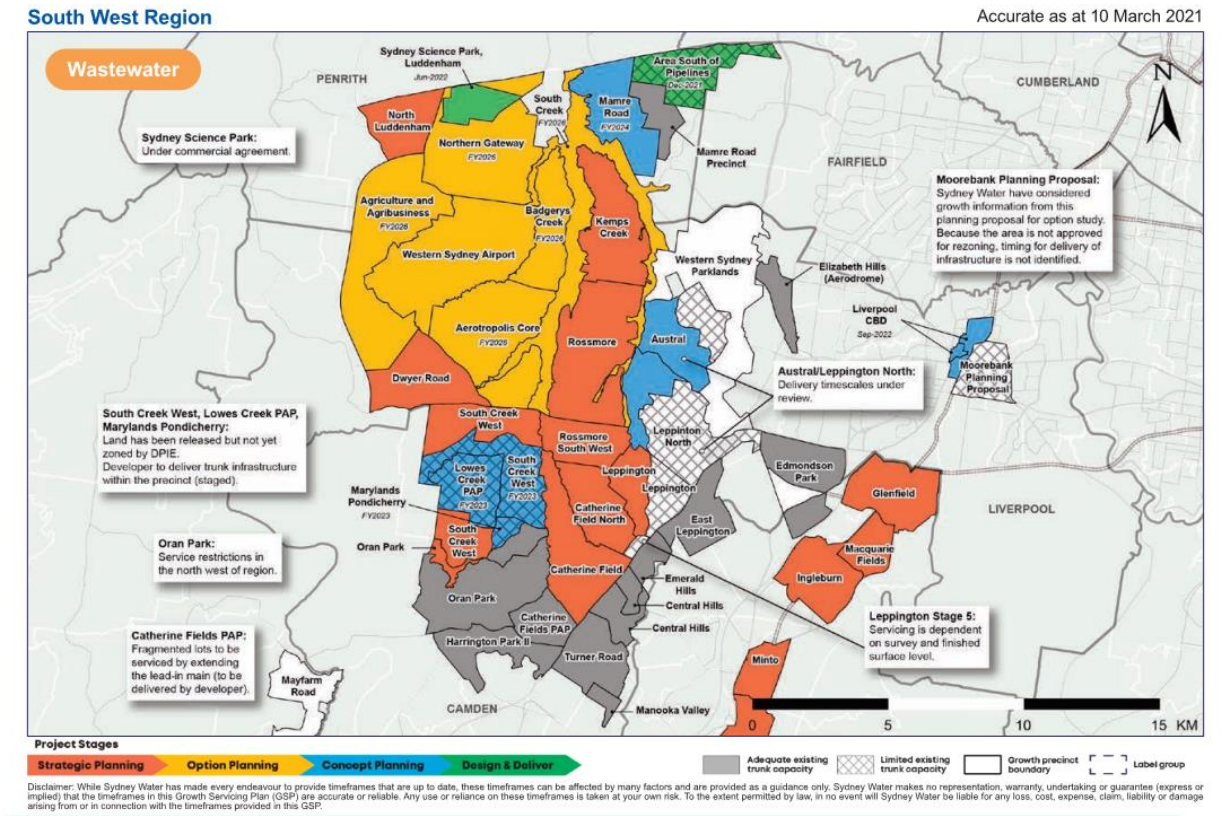 South West Region
Accurate as at 10 March 2021
Wastewater
Sydney Science Park,
Luddenham
Jun-2022
PENRITH
Area South of
Pipelines
Dec-2021
CUMBERLAND
N
North
Luddenham
South
Creek
FY2026
Mamre
Road
FY2024
Sydney Science Park:
Under commercial agreement.
Northern Gateway
FY2026
Mamre Road
Precinct
FAIRFIELD
Moorebank Planning Proposal:
Sydney Water have considered
growth information from this
planning proposal for option study.
Because the area is not approved
for rezoning, timing for delivery of
infrastructure is not identified.
Agriculture and
Agribusiness
FY2026
Badgerys
Creek
FY2026
Kemps
Creek
Western Sydney Airport
Western Sydney
Parklands
Elizabeth Hills
(Aerodrome)
Liverpool
CBD
Sep-2022
Aerotropolis Core
FY2026
Rossmore
Austral
Moorebank
Planning
Proposal
Dwyer Road
Austral/Leppington North:
Delivery timescales under
review.
South Creek West, Lowes Creek PAP,
Marylands Pondicherry:
Land has been released but not yet
zoned by DPIE.
Developer to deliver trunk infrastructure
within the precinct (staged).
South Creek
West
Rossmore
South West
Leppinton
North
Lowes
Creek
PAP
FY2023
South
Creek
West
FY2023
Leppington
Leppington
Edmondson
Park
Glenfield
Marylands
Pondicherry
FY2023
Catherine
Field North
East
Leppington
LIVERPOOL
Oran Park:
Service restrictions in
the north west of region.
Oran Park
South
Creek
West
Macquarie
Fields
Catherine Field
Ingleburn
Emerald
Hills
Oran Park
Central Hills
Catherine
Fields PAP
Central Hills
Leppington Stage 5:
Servicing is dependent
on survey and finished
surface level.
Catherine Fields PAP:
Fragmented lots to be
serviced by extending
the lead-in main (to be
delivered by developer).
Harrington Park II
Turner Road
Minto
Mayfarm
Road
CAMDEN
Manooka Valley
0 5 10 15 KM
Project Stages
Strategic Planning
Option Planning
Concept Planning
Design & Deliver
Adequate existing
trunk capacity
Limited existing
trunk capacity
Growth precinct
boundary
Label group
Disclaimer: While Sydney Water has made every endeavour to provide timeframes that are up to date, these timeframes can be affected by many factors and are provided as a guidance only. Sydney Water makes no representation, warranty, undertaking or guarantee (express or
implied) that the timeframes in this Growth Servicing Plan (GSP) are accurate or reliable. Any use or reliance on these timeframes is taken at your own risk. To the extent permitted by law, in no event will Sydney Water be liable for any loss, cost, expense, claim, liability or damage
arising from or in connection with the timeframes provided in this GSP.